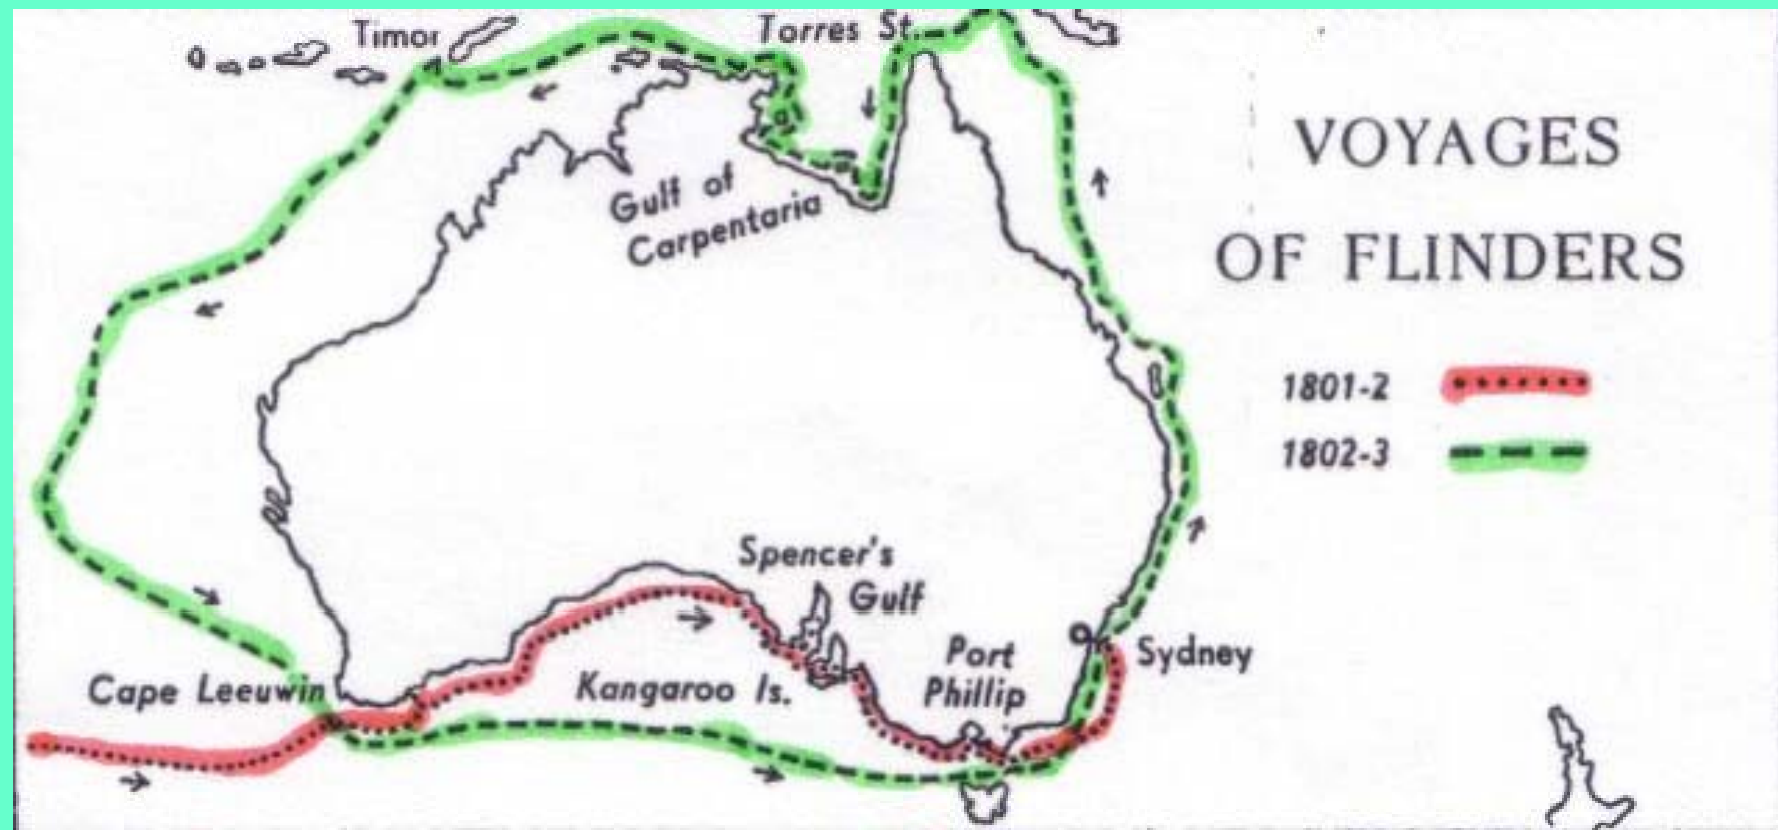 Timor
Torres St.
VOYAGES
OF FLINDERS
Gulf of
Carpentaria
1801-2
1802-3
Spencer's
Gulf
Port
Phillip
Sydney
Cape Leeuwin
Kangaroo Is.